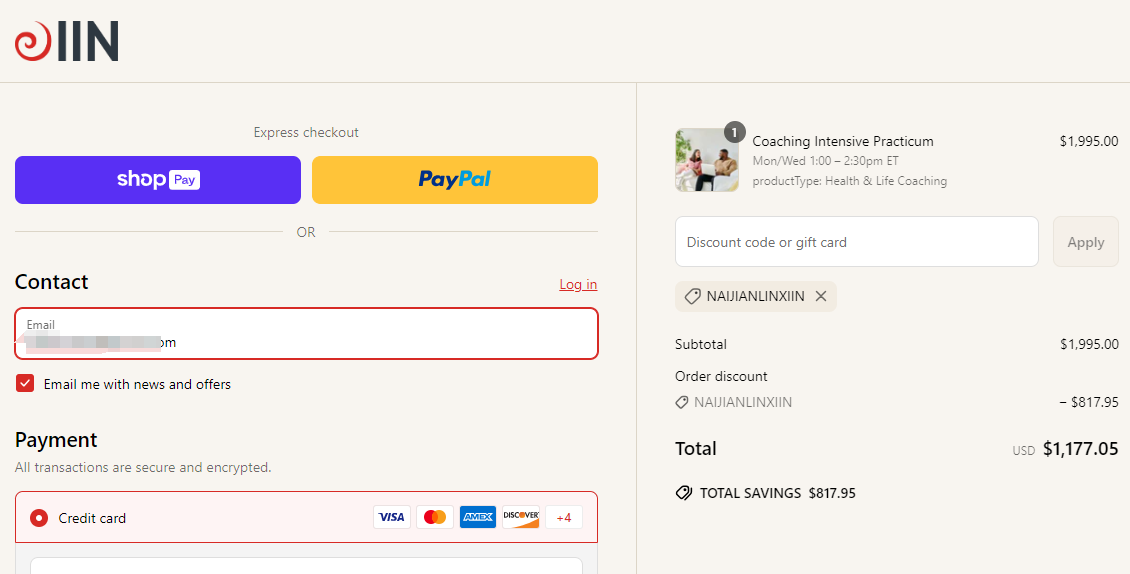 IIN
Express checkout
shop Pay
PayPal
OR
Contact
Log in
Email
om
Email me with news and offers
Payment
All transactions are secure and encrypted.
Credit card
VISA
AMEX
DISCOVER
+4
1
Coaching Intensive Practicum
$1,995.00
Mon/Wed 1:00 – 2:30pm ET
productType: Health & Life Coaching
Discount code or gift card
Apply
NAIJIANLINXIIN
Subtotal
$1,995.00
Order discount
NAIJIANLINXIIN
– $817.95
Total
USD $1,177.05
TOTAL SAVINGS $817.95